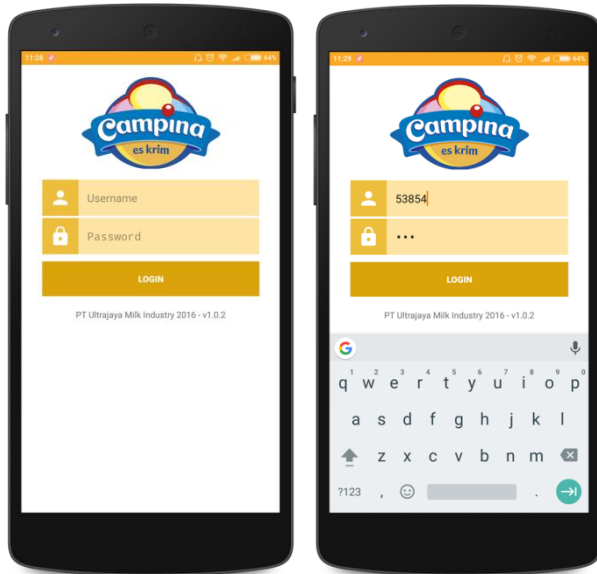 11:28
64%
Campina
es krim
Username
Password
LOGIN
PT Ultrajaya Milk Industry 2016 - v1.0.2
11:29
64%
Campina
es krim
53854
•••
LOGIN
PT Ultrajaya Milk Industry 2016 - v1.0.2
G
1 2 3 4 5 6 7 8 9 0
q w e r t y u i o p
a s d f g h j k l
z x c v b n m
?123 , .